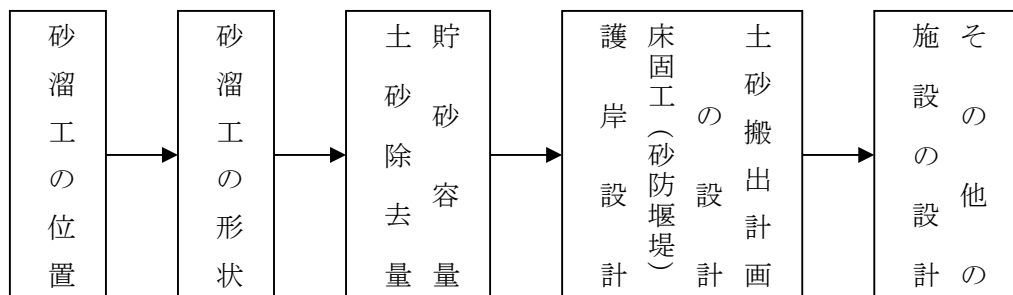 砂溜工の位置
砂溜工の形状
貯砂容量
土砂除去量
護岸設計
床固工（砂防堰堤）
の設計
土砂搬出計画
その他の
施設の設計